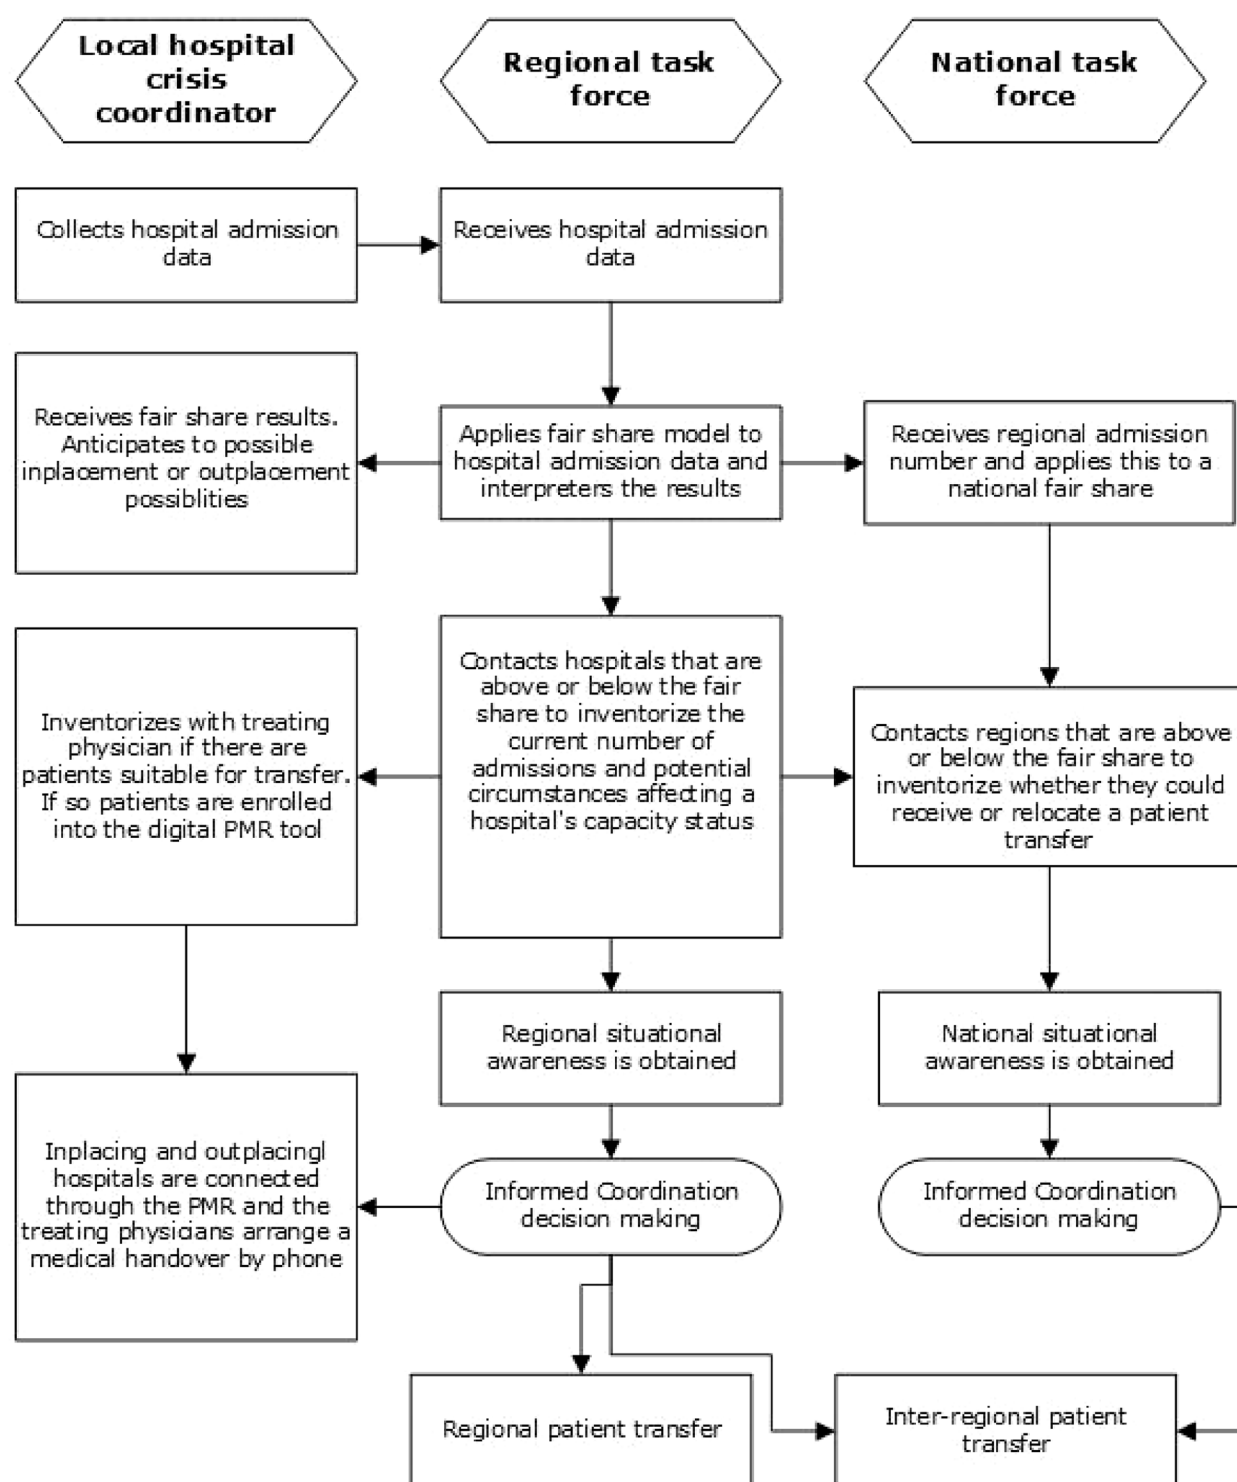 Local hospital
crisis
coordinator
Regional task
force
National task
force
Collects hospital admission
data
Receives hospital admission
data
Receives fair share results.
Anticipates to possible
inplacement or outplacement
possiblities
Applies fair share model to
hospital admission data and
interpreters the results
Receives regional admission
number and applies this to a
national fair share
Inventorizes with treating
physician if there are
patients suitable for transfer.
If so patients are enrolled
into the digital PMR tool
Contacts hospitals that are
above or below the fair
share to inventorize the
current number of
admissions and potential
circumstances affecting a
hospital's capacity status
Contacts regions that are above
or below the fair share to
inventorize whether they could
receive or relocate a patient
transfer
Regional situational
awareness is obtained
National situational
awareness is obtained
Inplacing and outplacingl
hospitals are connected
through the PMR and the
treating physicians arrange a
medical handover by phone
Informed Coordination
decision making
Informed Coordination
decision making
Regional patient transfer
Inter-regional patient
transfer